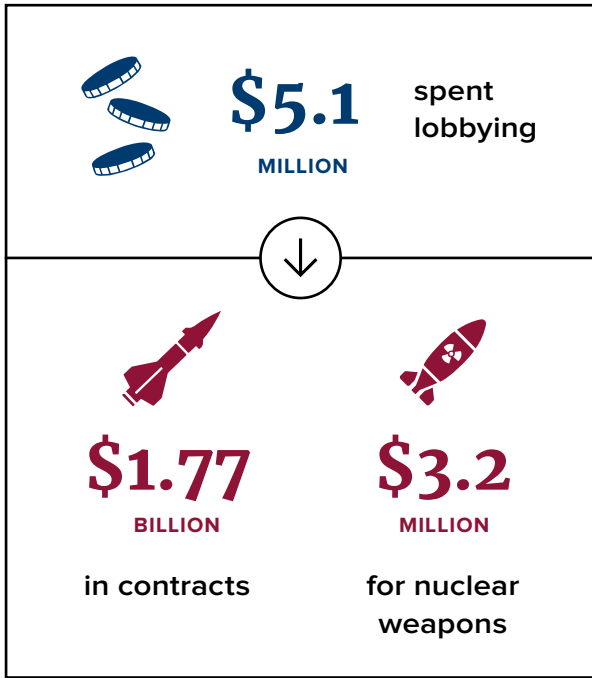 $5.1
MILLION
spent
lobbying
$1.77
BILLION
in contracts
$3.2
MILLION
for nuclear
weapons